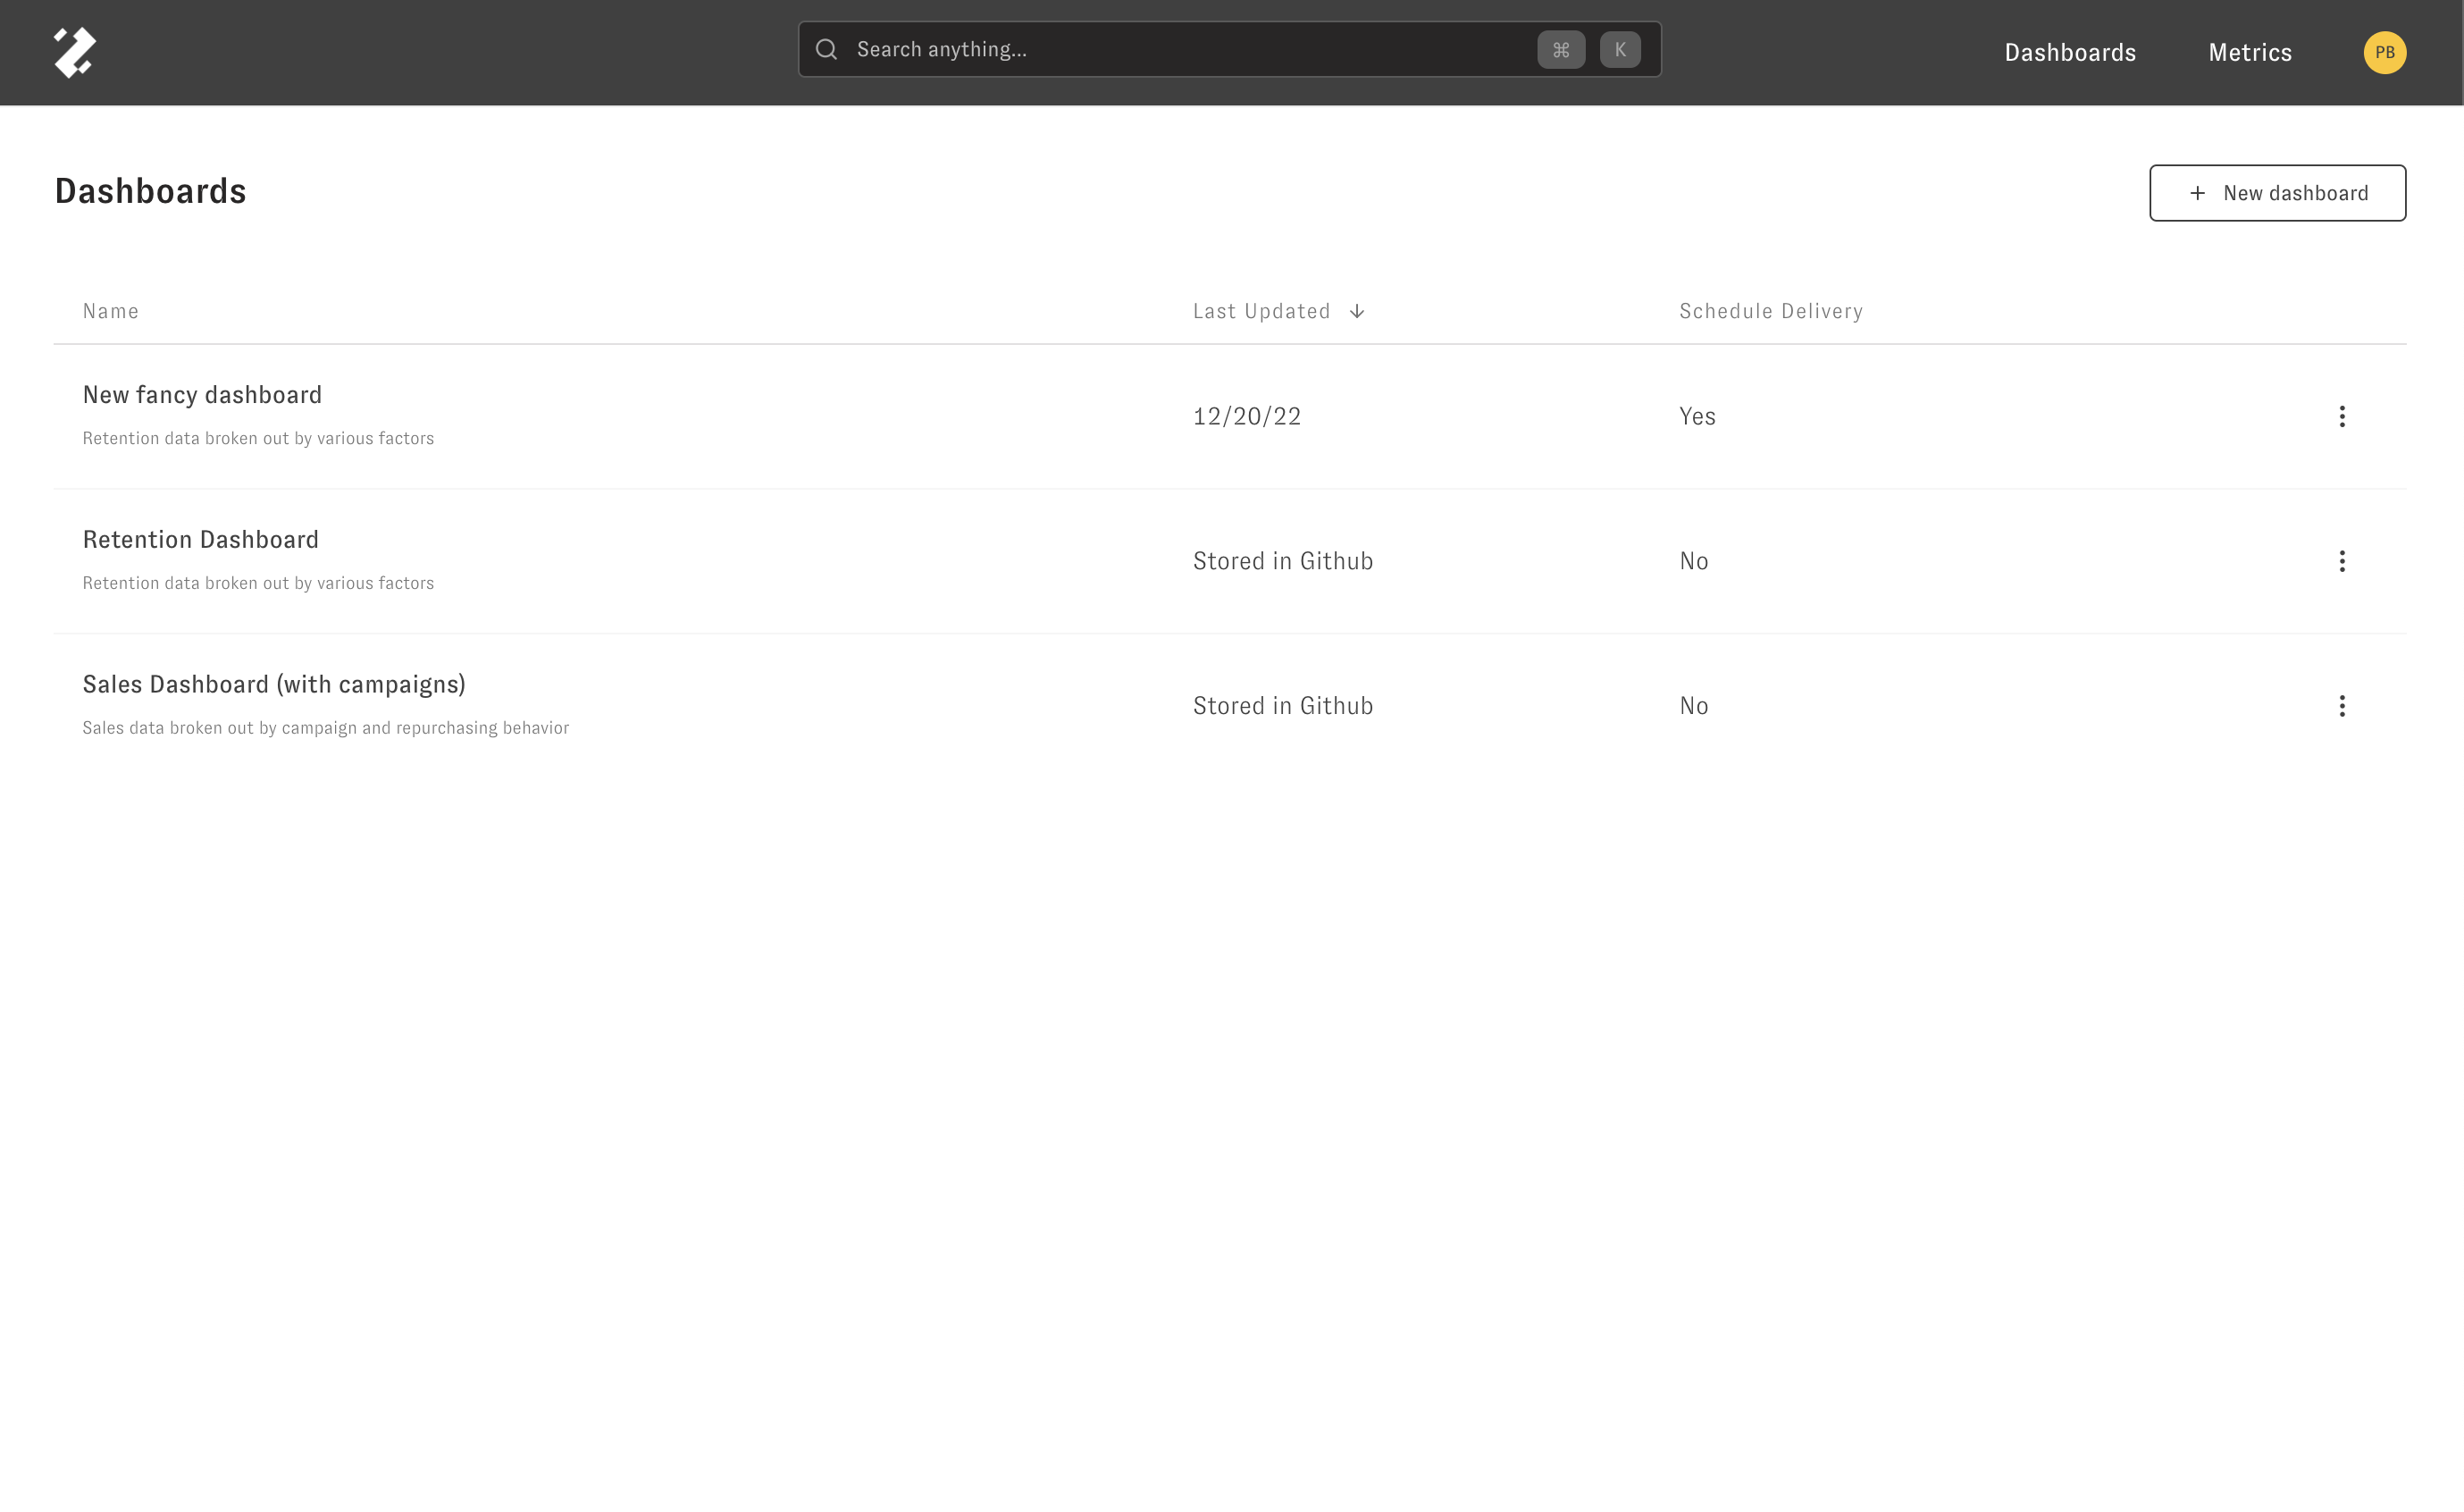 Search anything...
⌘ K
Dashboards
Metrics
PB
Dashboards
+ New dashboard
Name
Last Updated ↓
Schedule Delivery
New fancy dashboard
Retention data broken out by various factors
12/20/22
Yes
Retention Dashboard
Retention data broken out by various factors
Stored in Github
No
Sales Dashboard (with campaigns)
Sales data broken out by campaign and repurchasing behavior
Stored in Github
No